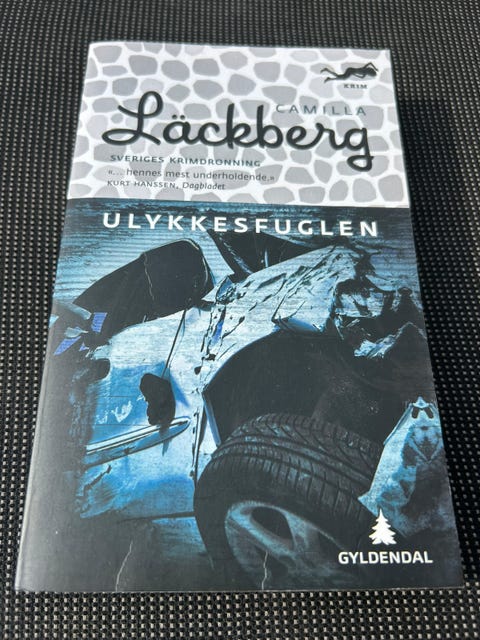 KRIM
CAMILLA
Läckberg
SVERIGES KRIMDRONNING
«... hennes mest underholdende.»
KURT HANSSEN, Dagbladet
ULYKKESFUGLEN
GYLDENDAL